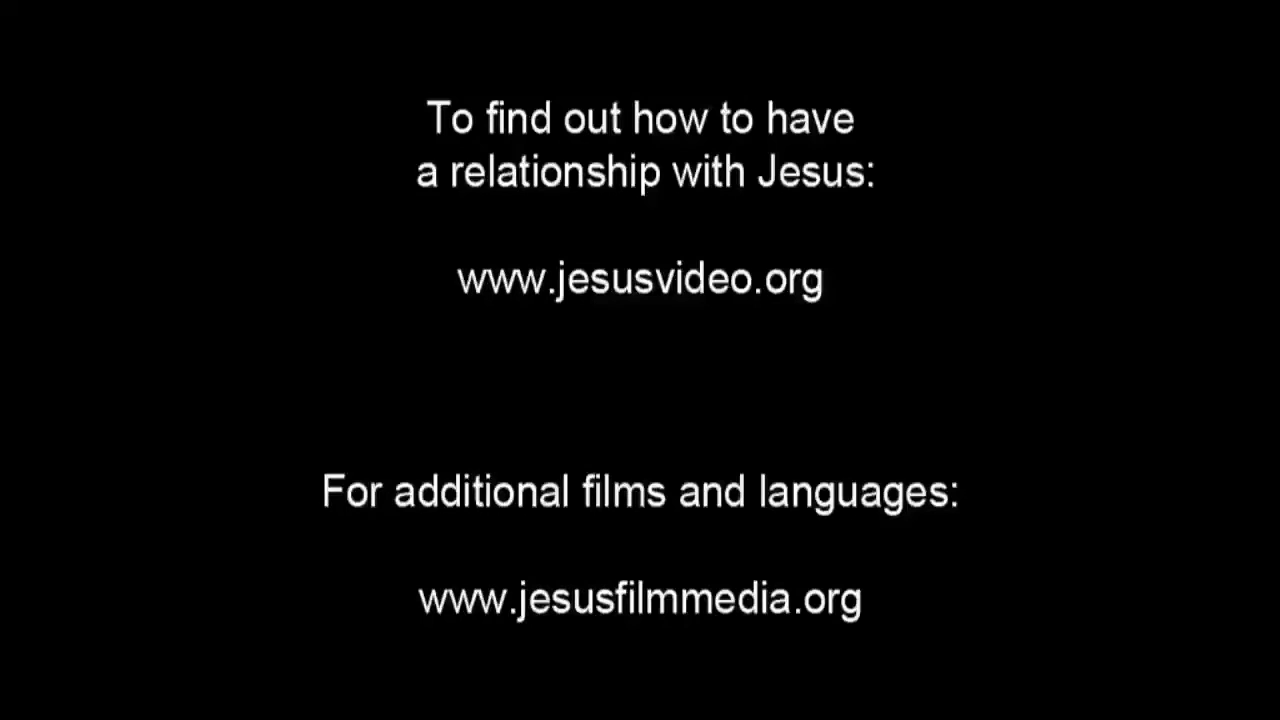 To find out how to have
a relationship with Jesus:
www.jesusvideo.org
For additional films and languages:
www.jesusfilmmedia.org